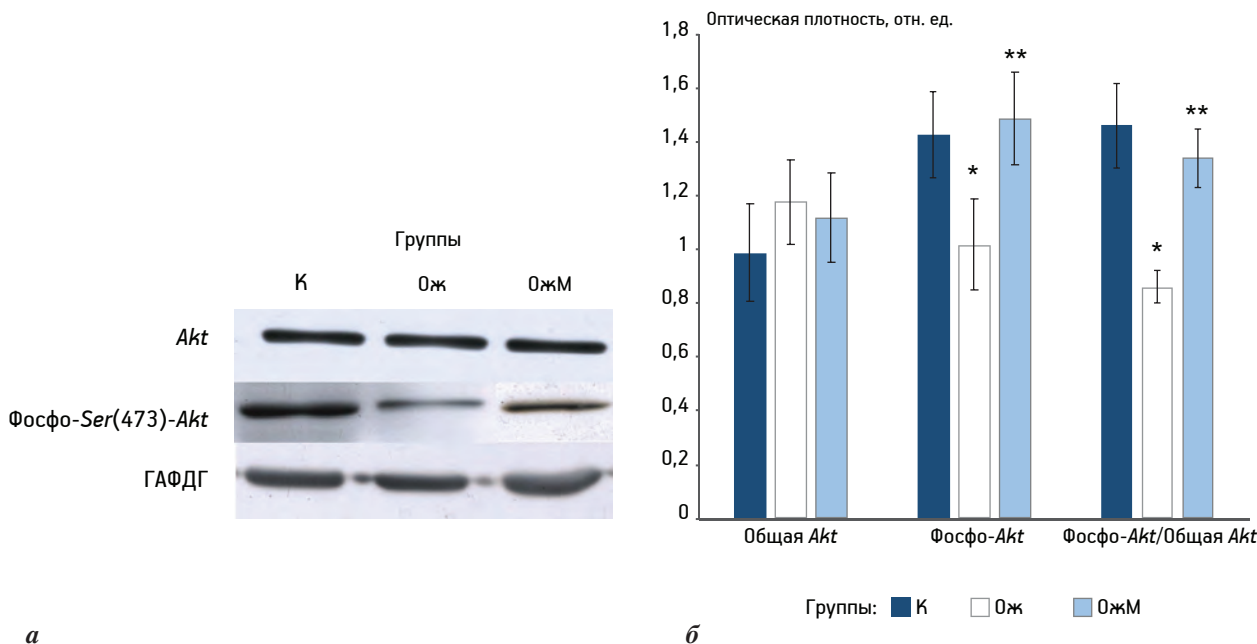 Группы
К Ож ОжМ
Akt
Фосфо-Ser(473)-Akt
ГАФДГ
а
Оптическая плотность, отн. ед.
1,8
1,6
1,4
1,2
1
0,8
0,6
0,4
0,2
0
*
**
*
**
Общая Akt Фосфо-Akt Фосфо-Akt/Общая Akt
Группы: К Ож ОжМ
б